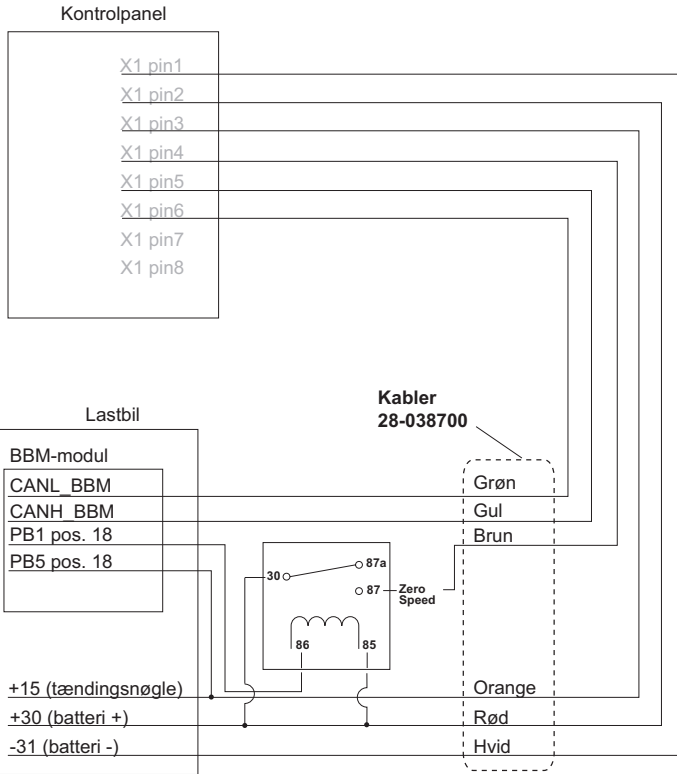 Kontrolpanel
X1 pin1
X1 pin2
X1 pin3
X1 pin4
X1 pin5
X1 pin6
X1 pin7
X1 pin8
Kabler
28-038700
Lastbil
BBM-modul
CANL_BBM
CANH_BBM
PB1 pos. 18
PB5 pos. 18
Grøn
Gul
Brun
30
87a
87
Zero
Speed
86
85
+15 (tændingsnøgle)
Orange
+30 (batteri +)
Rød
-31 (batteri -)
Hvid